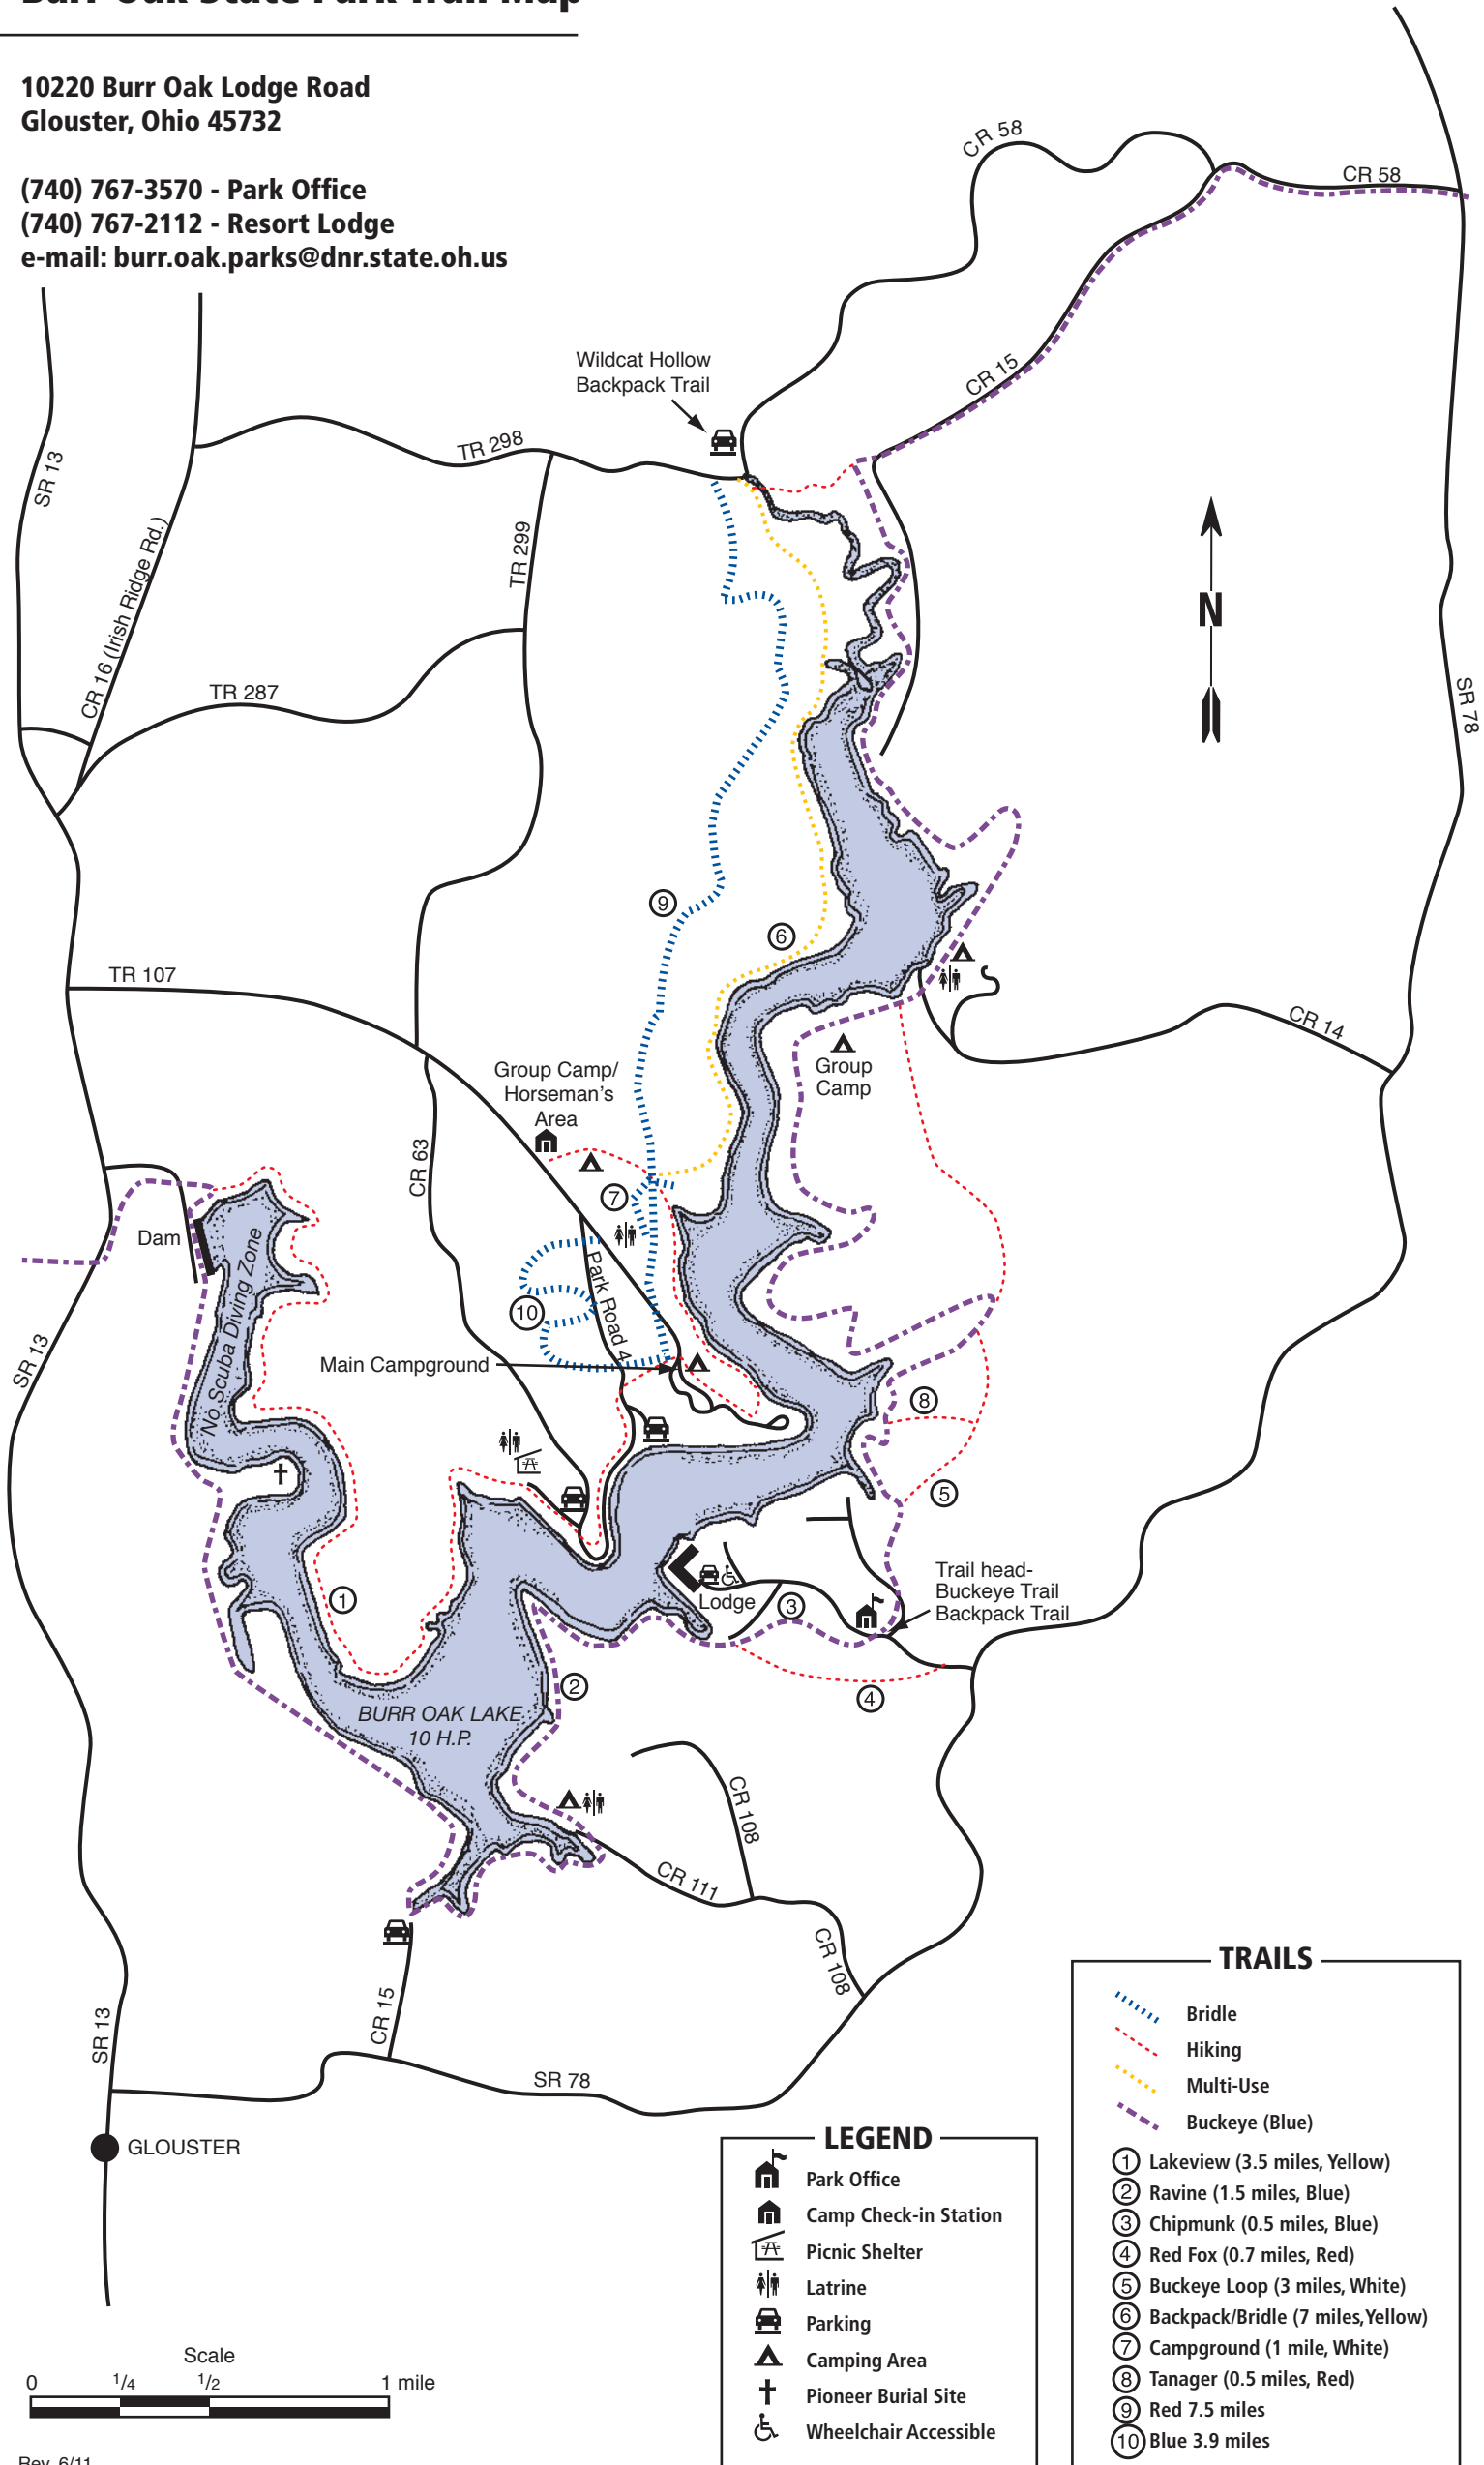 Burr Oak State Park Trail Map
10220 Burr Oak Lodge Road
Glouster, Ohio 45732
(740) 767-3570 - Park Office
(740) 767-2112 - Resort Lodge
e-mail: burr.oak.parks@dnr.state.oh.us
CR 58
CR 58
CR 15
Wildcat Hollow
Backpack Trail
TR 298
SR 13
CR 16 (Irish Ridge Rd.)
TR 299
N
TR 287
SR 78
9
6
TR 107
CR 14
Group Camp/
Horseman's
Area
Group
Camp
CR 63
7
Dam
No Scuba Diving Zone
Park Road 4
10
SR 13
Main Campground
8
5
Trail head-
Buckeye Trail
Backpack Trail
Lodge
3
1
2
4
BURR OAK LAKE
10 H.P.
CR 108
CR 111
CR 108
CR 15
SR 13
SR 78
GLOUSTER
TRAILS
Bridle
Hiking
Multi-Use
Buckeye (Blue)
1 Lakeview (3.5 miles, Yellow)
2 Ravine (1.5 miles, Blue)
3 Chipmunk (0.5 miles, Blue)
4 Red Fox (0.7 miles, Red)
5 Buckeye Loop (3 miles, White)
6 Backpack/Bridle (7 miles,Yellow)
7 Campground (1 mile, White)
8 Tanager (0.5 miles, Red)
9 Red 7.5 miles
10 Blue 3.9 miles
LEGEND
Park Office
Camp Check-in Station
Picnic Shelter
Latrine
Parking
Camping Area
Pioneer Burial Site
Wheelchair Accessible
Scale
0 1/4 1/2 1 mile
Rev. 6/11